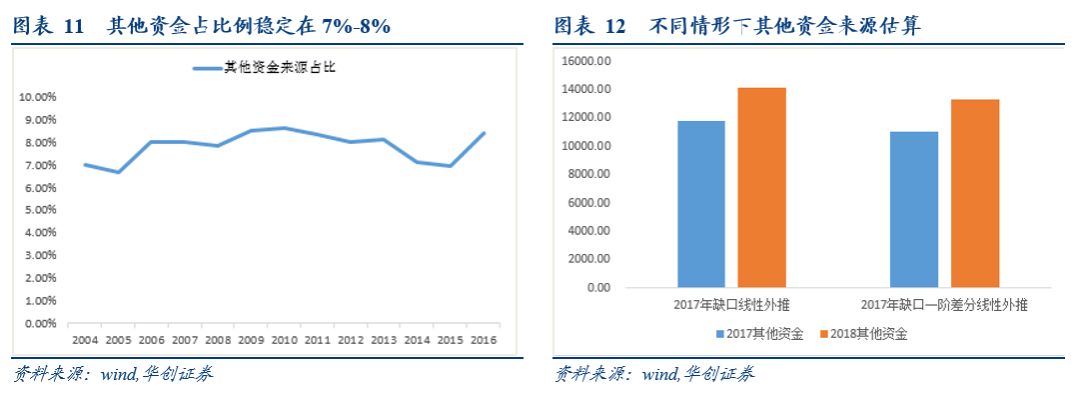 图表 11 其他资金占比例稳定在 7%-8%
其他资金来源占比
10.00%
9.00%
8.00%
7.00%
6.00%
5.00%
4.00%
3.00%
2.00%
1.00%
0.00%
2004 2005 2006 2007 2008 2009 2010 2011 2012 2013 2014 2015 2016
资料来源：wind,华创证券
图表 12 不同情形下其他资金来源估算
16000.00
14000.00
12000.00
10000.00
8000.00
6000.00
4000.00
2000.00
0.00
2017年缺口线性外推 2017年缺口一阶差分线性外推
2017其他资金 2018其他资金
资料来源：wind,华创证券